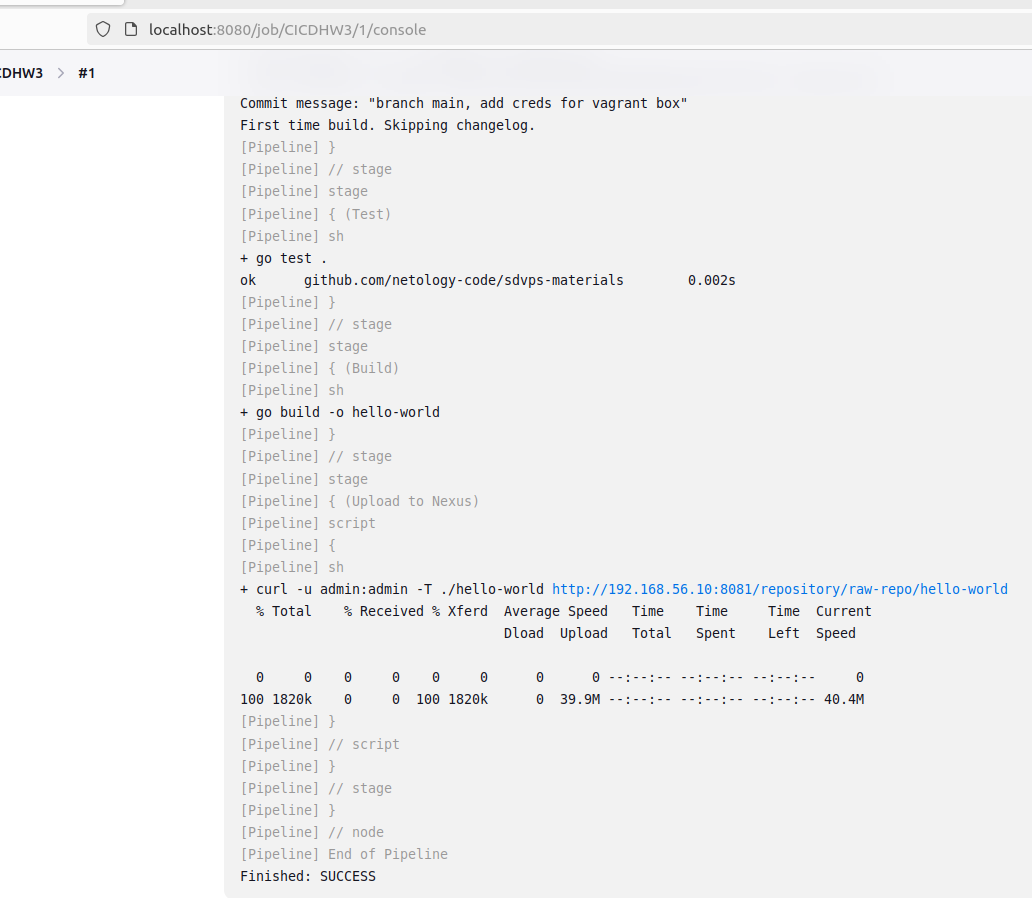 localhost:8080/job/CICDHW3/1/console
CDHW3 > #1
Commit message: "branch main, add creds for vagrant box"
First time build. Skipping changelog.
[Pipeline] }
[Pipeline] // stage
[Pipeline] stage
[Pipeline] { (Test)
[Pipeline] sh
+ go test .
ok      github.com/netology-code/sdvps-materials        0.002s
[Pipeline] }
[Pipeline] // stage
[Pipeline] stage
[Pipeline] { (Build)
[Pipeline] sh
+ go build -o hello-world
[Pipeline] }
[Pipeline] // stage
[Pipeline] stage
[Pipeline] { (Upload to Nexus)
[Pipeline] script
[Pipeline] {
[Pipeline] sh
+ curl -u admin:admin -T ./hello-world http://192.168.56.10:8081/repository/raw-repo/hello-world
  % Total    % Received % Xferd  Average Speed   Time    Time     Time  Current
                                 Dload  Upload   Total   Spent    Left  Speed
  0     0    0     0    0     0      0      0 --:--:-- --:--:-- --:--:--     0
100 1820k    0     0  100 1820k      0  39.9M --:--:-- --:--:-- --:--:-- 40.4M
[Pipeline] }
[Pipeline] // script
[Pipeline] }
[Pipeline] // stage
[Pipeline] }
[Pipeline] // node
[Pipeline] End of Pipeline
Finished: SUCCESS